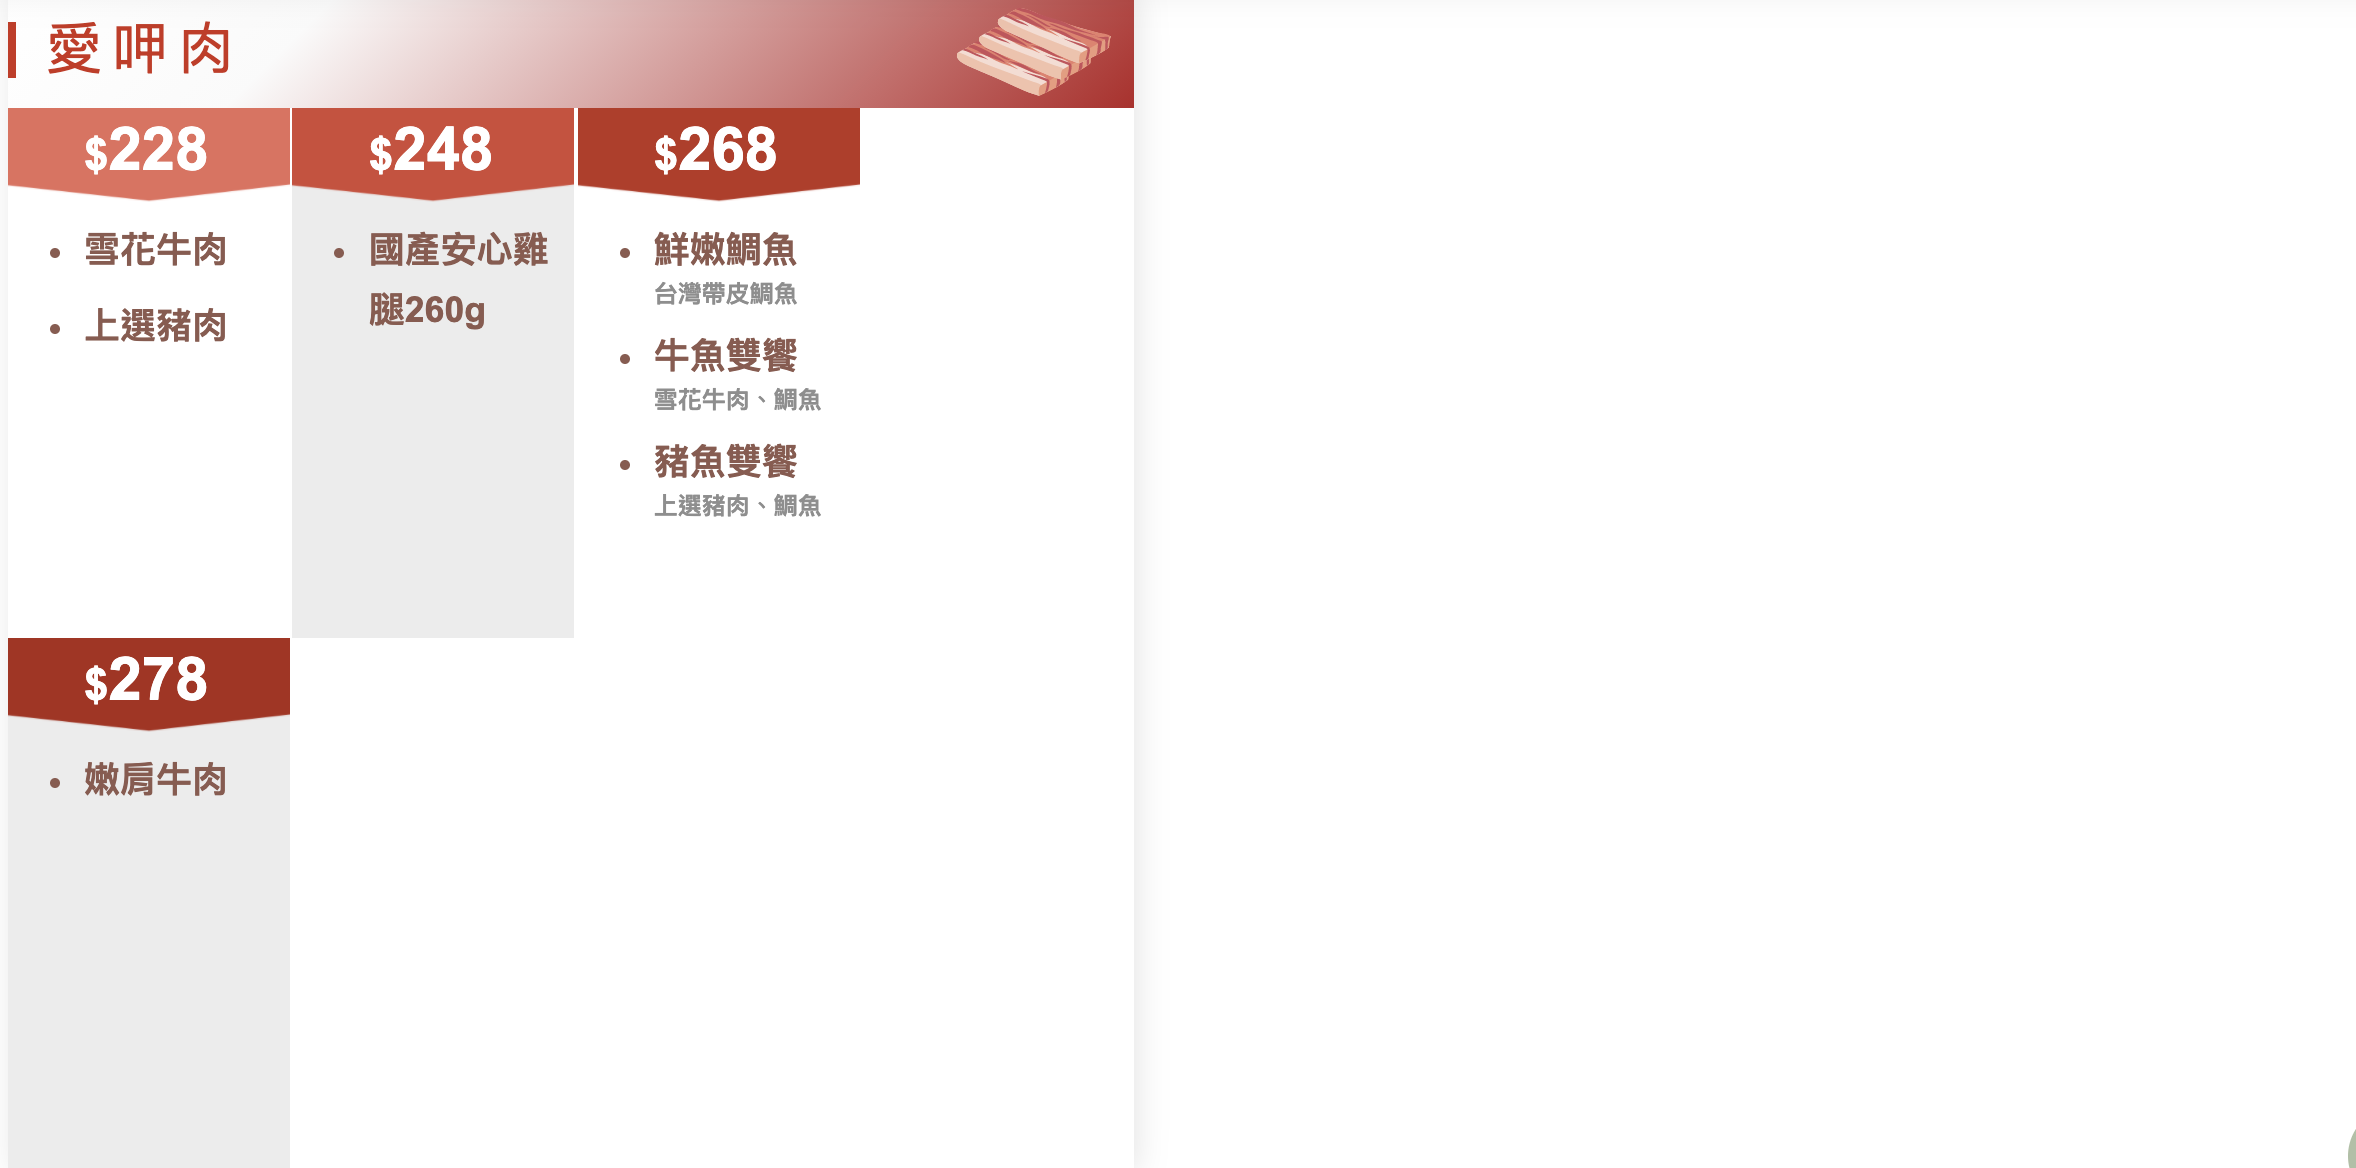 愛呷肉
$228
雪花牛肉
上選豬肉
$248
國產安心雞
腿260g
$268
鮮嫩鯛魚
台灣帶皮鯛魚
牛魚雙饗
雪花牛肉、鯛魚
豬魚雙饗
上選豬肉、鯛魚
$278
嫩肩牛肉